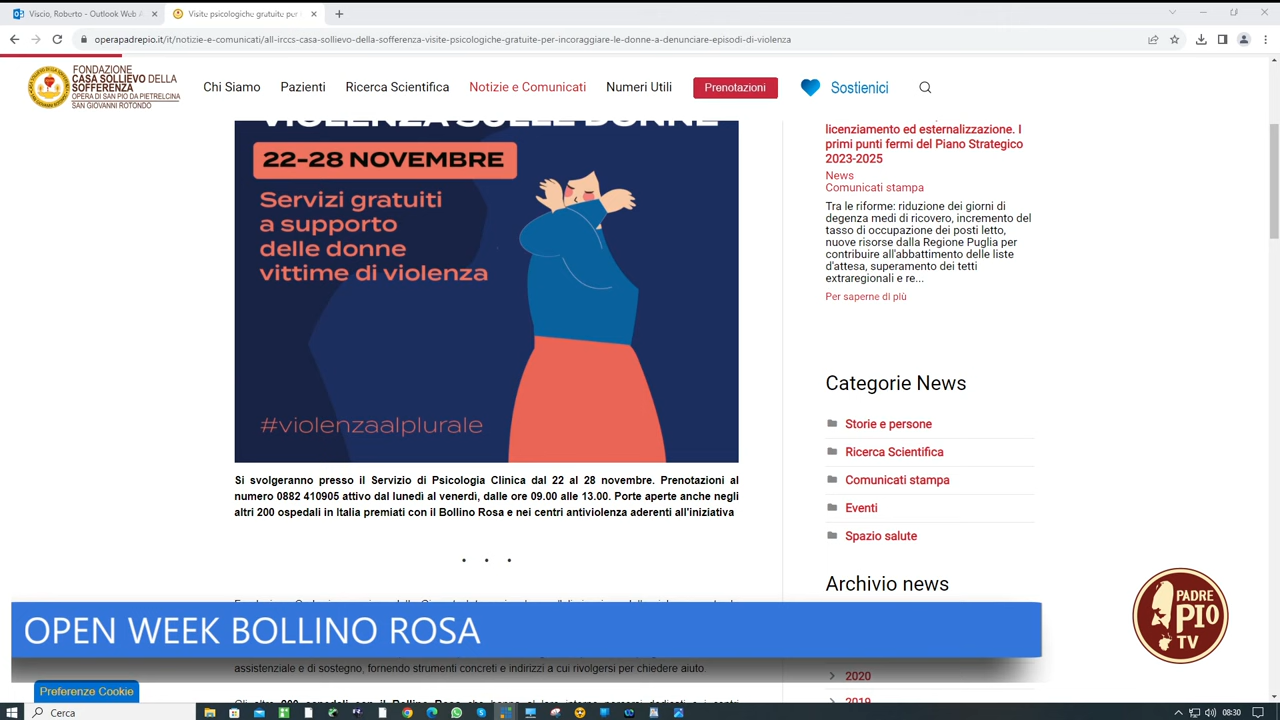 Viscio, Roberto - Outlook Web A
Visite psicologiche gratuite per
operapadrepio.it/it/notizie-e-comunicati/all-irccs-casa-sollievo-della-sofferenza-visite-psicologiche-gratuite-per-incoraggiare-le-donne-a-denunciare-episodi-di-violenza
FONDAZIONE
CASA SOLLIEVO DELLA
SOFFERENZA
OPERA DI SAN PIO DA PIETRELCINA
SAN GIOVANNI ROTONDO
Chi Siamo
Pazienti
Ricerca Scientifica
Notizie e Comunicati
Numeri Utili
Prenotazioni
Sostienici
VIOLENZA SULLE DONNE
22-28 NOVEMBRE
Servizi gratuiti
a supporto
delle donne
vittime di violenza
#violenzaalplurale
Si svolgeranno presso il Servizio di Psicologia Clinica dal 22 al 28 novembre. Prenotazioni al
numero 0882 410905 attivo dal lunedì al venerdì, dalle ore 09.00 alle 13.00. Porte aperte anche negli
altri 200 ospedali in Italia premiati con il Bollino Rosa e nei centri antiviolenza aderenti all'iniziativa
• • •
assistenziale e di sostegno, fornendo strumenti concreti e indirizzi a cui rivolgersi per chiedere aiuto.
licenziamento ed esternalizzazione. I
primi punti fermi del Piano Strategico
2023-2025
News
Comunicati stampa
Tra le riforme: riduzione dei giorni di
degenza medi di ricovero, incremento del
tasso di occupazione dei posti letto,
nuove risorse dalla Regione Puglia per
contribuire all'abbattimento delle liste
d'attesa, superamento dei tetti
extraregionali e re...
Per saperne di più
Categorie News
Storie e persone
Ricerca Scientifica
Comunicati stampa
Eventi
Spazio salute
Archivio news
2020
2019
OPEN WEEK BOLLINO ROSA
PADRE
PIO
TV
Preferenze Cookie
Cerca
08:30